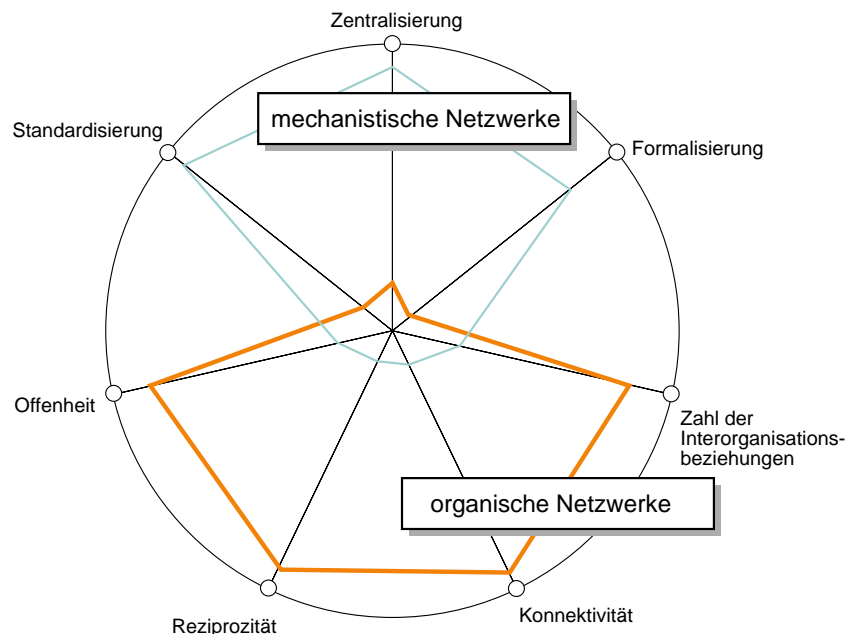 Zentralisierung
mechanistische Netzwerke
Standardisierung
Formalisierung
Offenheit
Zahl der
Interorganisations-
beziehungen
organische Netzwerke
Reziprozität
Konnektivität